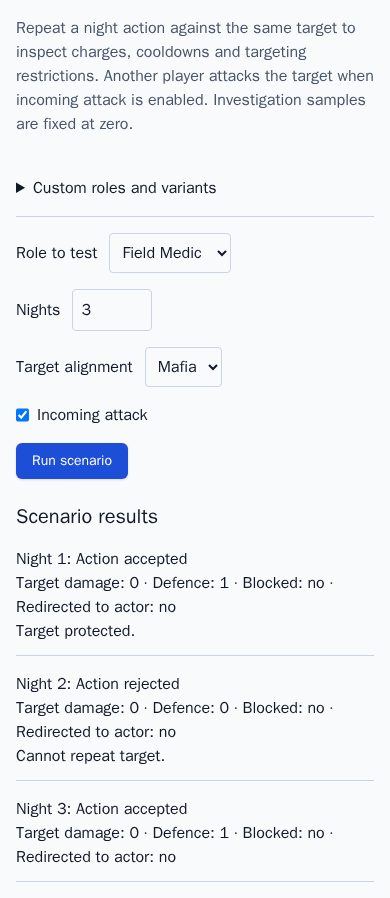 Repeat a night action against the same target to
inspect charges, cooldowns and targeting
restrictions. Another player attacks the target when
incoming attack is enabled. Investigation samples
are fixed at zero.
Custom roles and variants
Role to test Field Medic
Nights 3
Target alignment Mafia
Incoming attack
Run scenario
Scenario results
Night 1: Action accepted
Target damage: 0 · Defence: 1 · Blocked: no ·
Redirected to actor: no
Target protected.
Night 2: Action rejected
Target damage: 0 · Defence: 0 · Blocked: no ·
Redirected to actor: no
Cannot repeat target.
Night 3: Action accepted
Target damage: 0 · Defence: 1 · Blocked: no ·
Redirected to actor: no